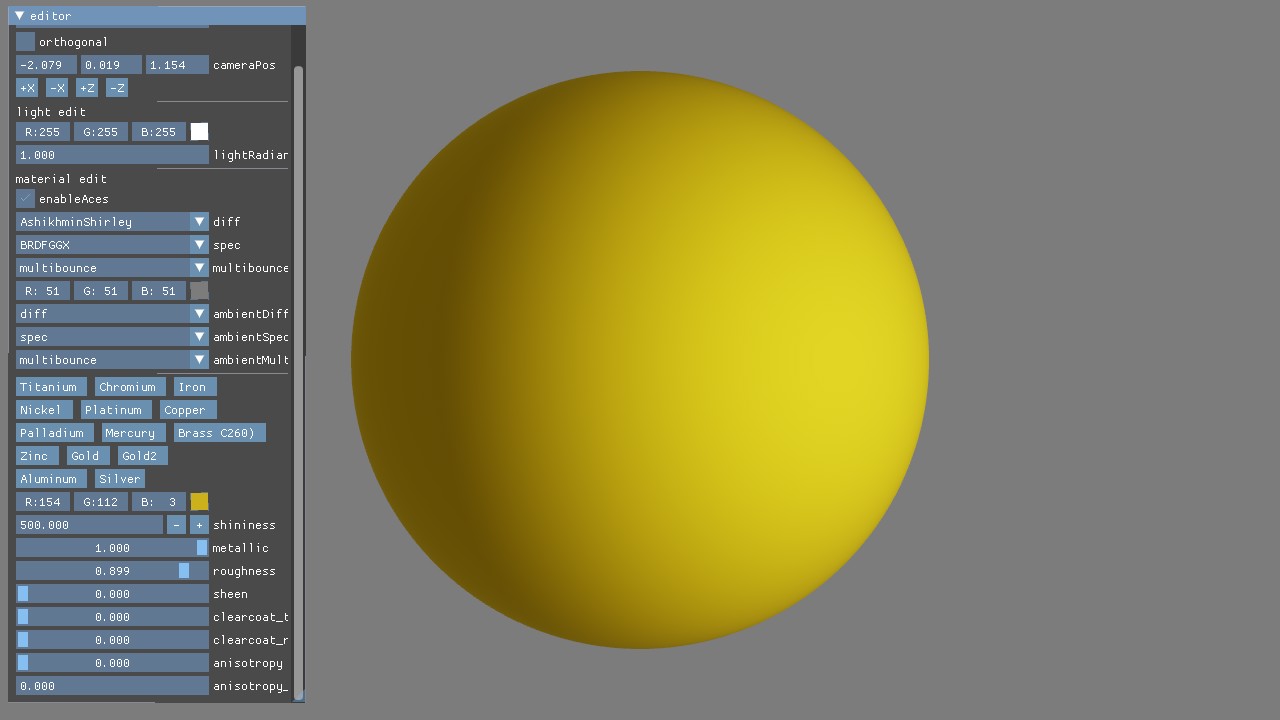 editor
orthogonal
-2.079 0.019 1.154 cameraPos
+X -X +Z -Z
light edit
R:255 G:255 B:255
1.000 lightRadiar
material edit
enableAces
AshikhminShirley diff
BRDFGGX spec
multibounce multibounce
R: 51 G: 51 B: 51
diff ambientDiff
spec ambientSpec
multibounce ambientMult
Titanium Chromium Iron
Nickel Platinum Copper
Palladium Mercury Brass C260)
Zinc Gold Gold2
Aluminum Silver
R:154 G:112 B: 3
500.000 - + shininess
1.000 metallic
0.899 roughness
0.000 sheen
0.000 clearcoat_t
0.000 clearcoat_r
0.000 anisotropy
0.000 anisotropy_